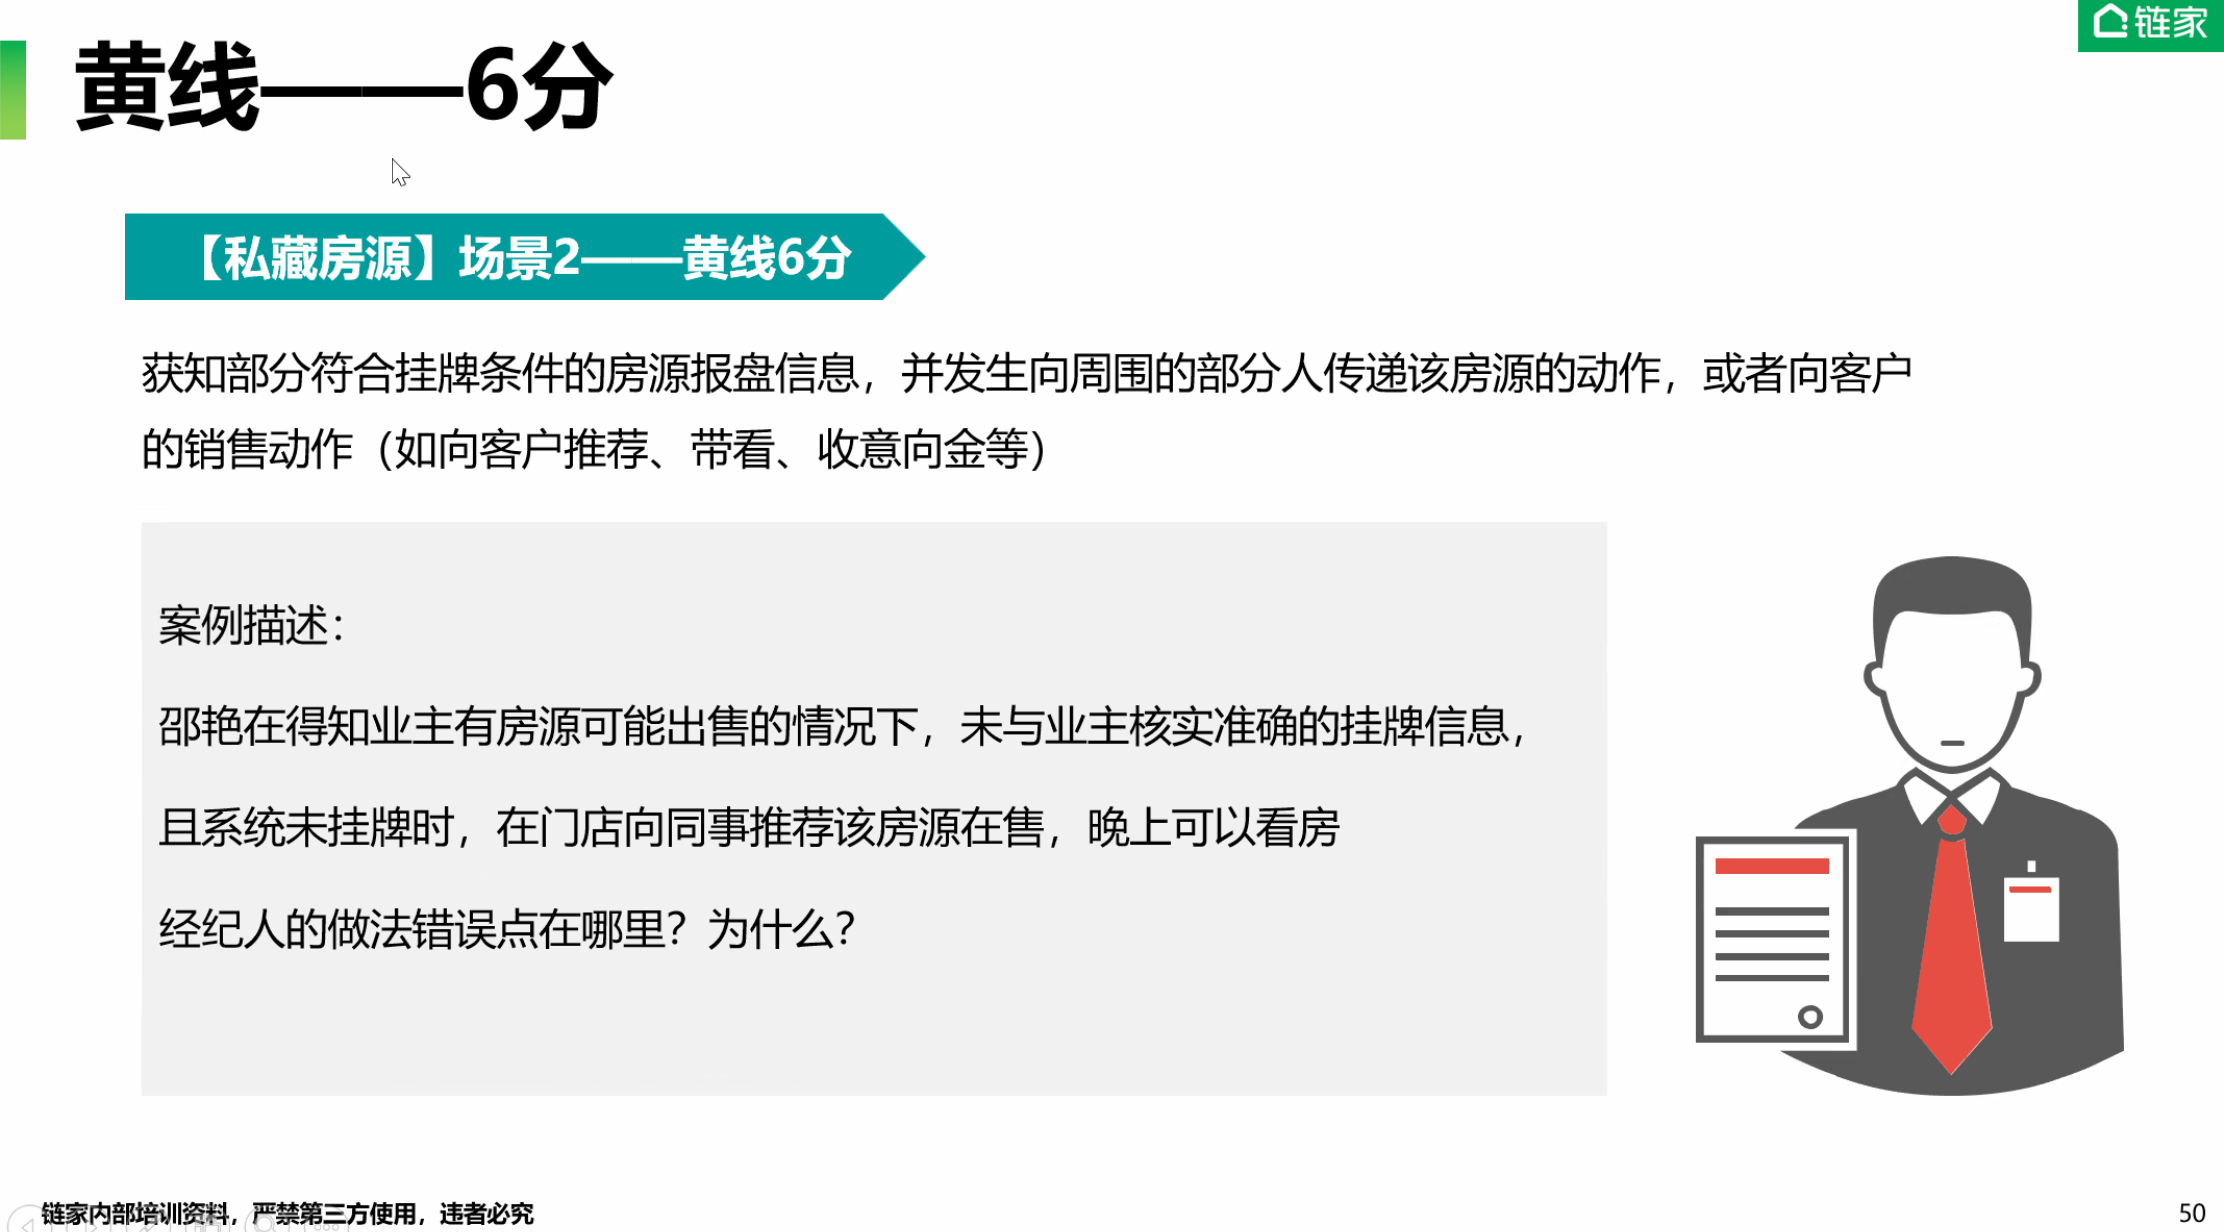 链家
黄线——6分
【私藏房源】场景2——黄线6分
获知部分符合挂牌条件的房源报盘信息，并发生向周围的部分人传递该房源的动作，或者向客户
的销售动作（如向客户推荐、带看、收意向金等）
案例描述：
邵艳在得知业主有房源可能出售的情况下，未与业主核实准确的挂牌信息，
且系统未挂牌时，在门店向同事推荐该房源在售，晚上可以看房
经纪人的做法错误点在哪里？为什么？
链家内部培训资料，严禁第三方使用，违者必究
50